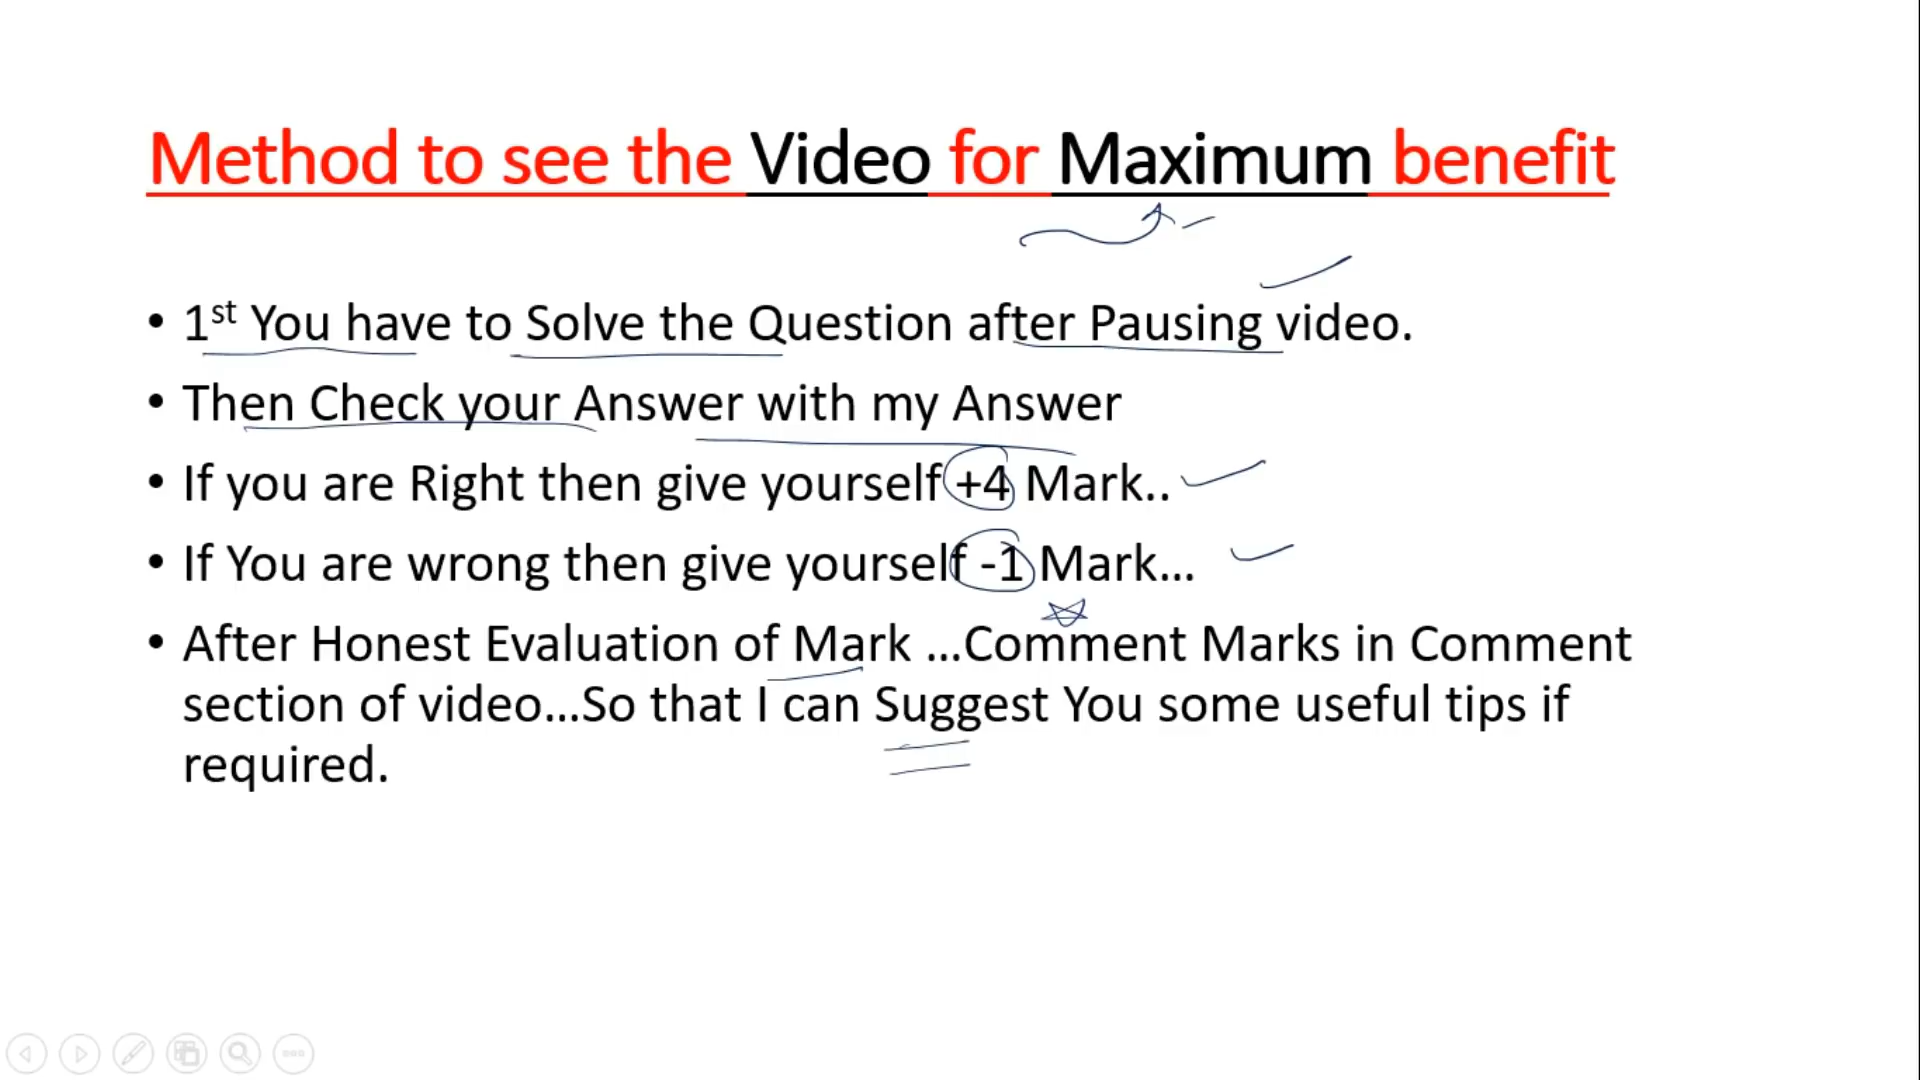 Method to see the Video for Maximum benefit
• 1st You have to Solve the Question after Pausing video.
• Then Check your Answer with my Answer
• If you are Right then give yourself +4 Mark..
• If You are wrong then give yourself -1 Mark...
• After Honest Evaluation of Mark ...Comment Marks in Comment
section of video...So that I can Suggest You some useful tips if
required.